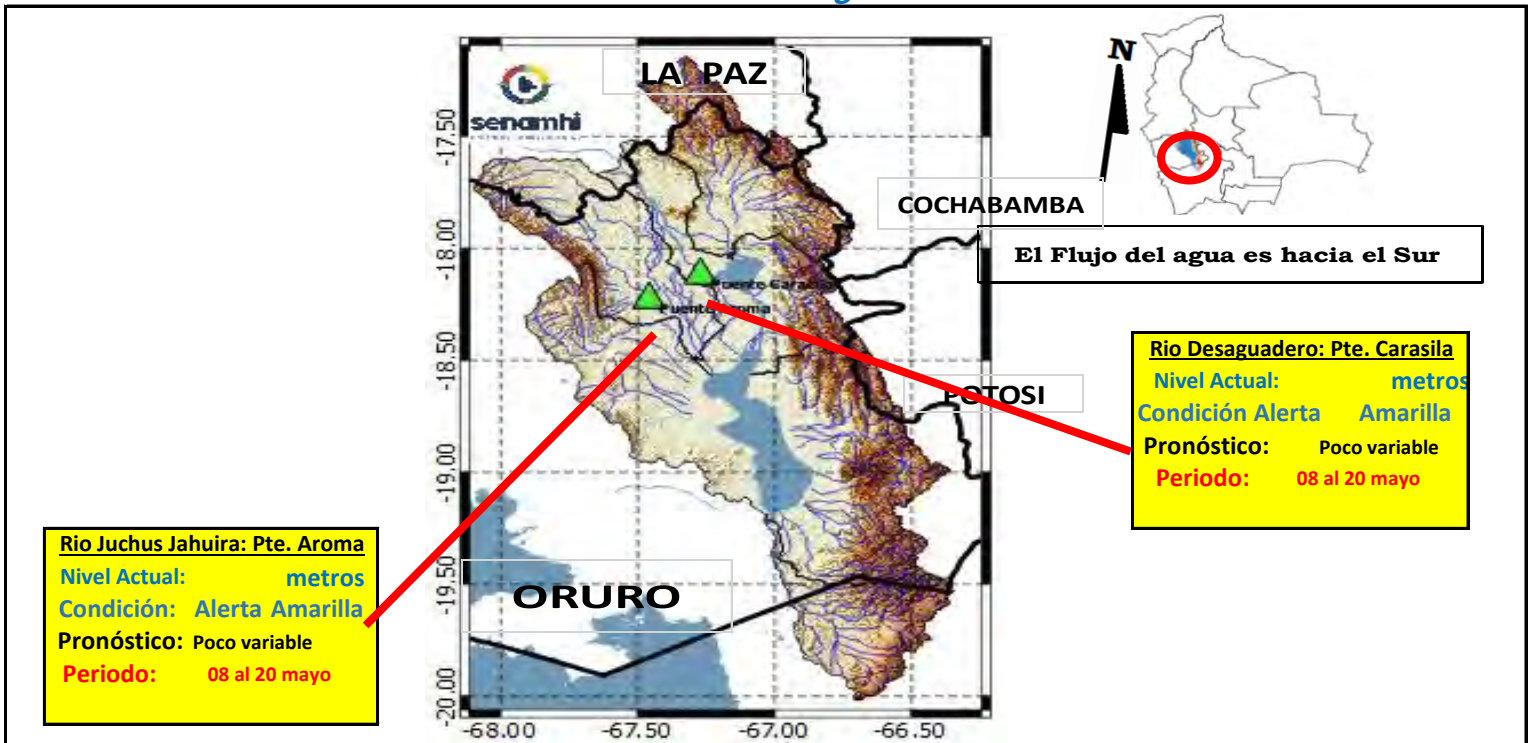 LA PAZ
senamhi
N
COCHABAMBA
El Flujo del agua es hacia el Sur
POTOSI
ORURO
Rio Desaguadero: Pte. Carasila
Nivel Actual: metros
Condición Alerta Amarilla
Pronóstico: Poco variable
Periodo: 08 al 20 mayo
Rio Juchus Jahuira: Pte. Aroma
Nivel Actual: metros
Condición: Alerta Amarilla
Pronóstico: Poco variable
Periodo: 08 al 20 mayo
Puente Carasila
Puente Aroma
-17.50
-18.00
-18.50
-19.00
-19.50
-20.00
-68.00 -67.50 -67.00 -66.50